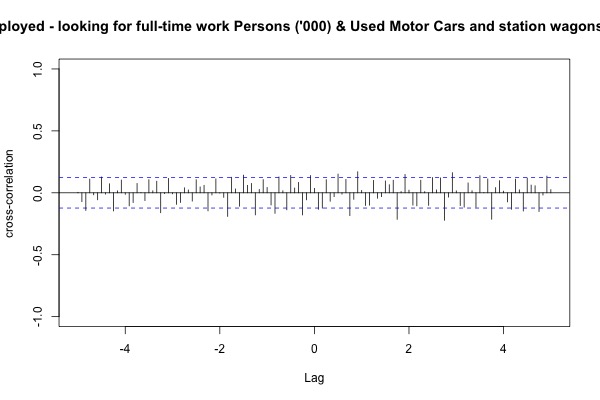 ployed - looking for full-time work Persons ('000) & Used Motor Cars and station wagons
cross-correlation
1.0
0.5
0.0
-0.5
-1.0
-4 -2 0 2 4
Lag